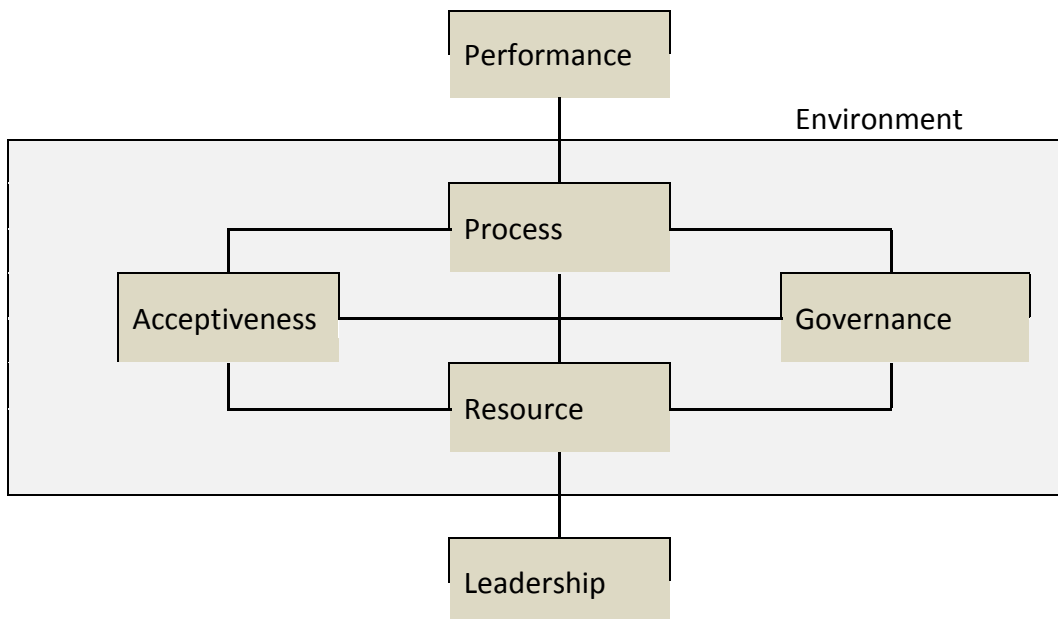 Performance
Environment
Process
Acceptiveness
Governance
Resource
Leadership